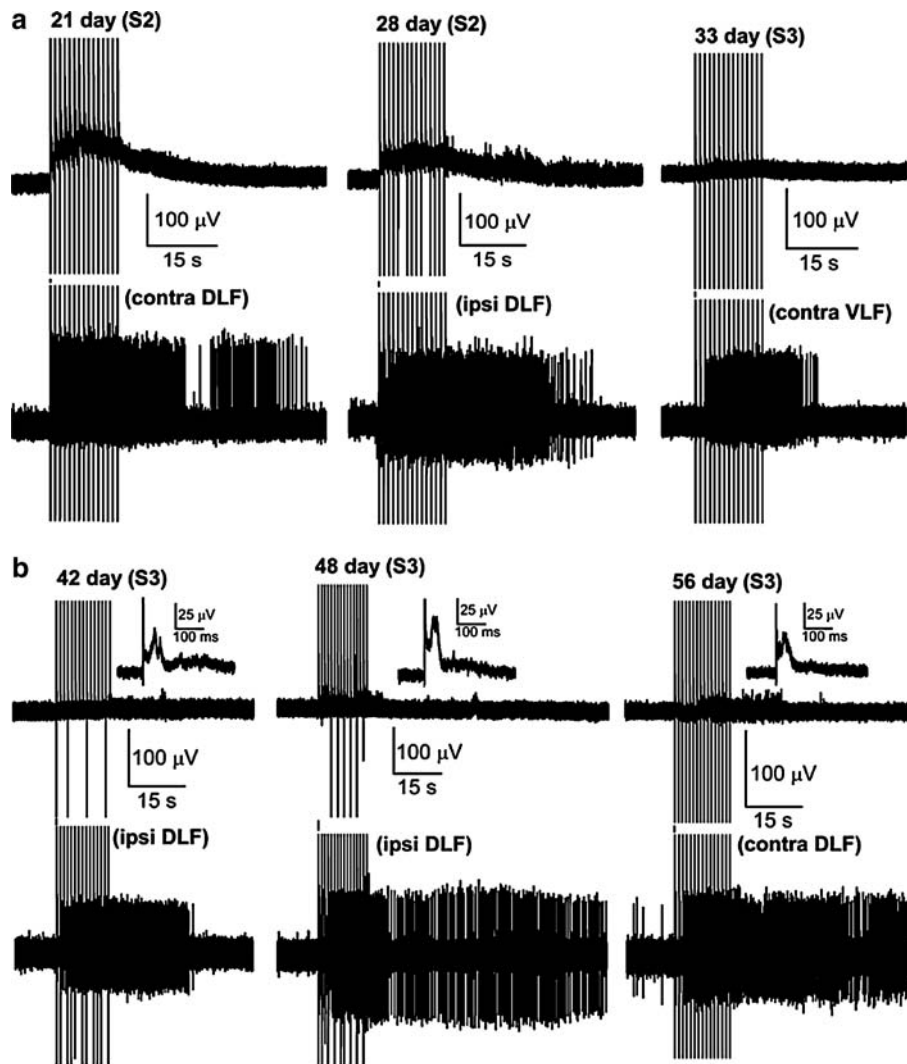 a
21 day (S2)
28 day (S2)
33 day (S3)
100 μV
15 s
100 μV
15 s
100 μV
15 s
(contra DLF)
(ipsi DLF)
(contra VLF)
b
42 day (S3)
48 day (S3)
56 day (S3)
25 μV
100 ms
25 μV
100 ms
25 μV
100 ms
100 μV
15 s
100 μV
15 s
100 μV
15 s
(ipsi DLF)
(ipsi DLF)
(contra DLF)